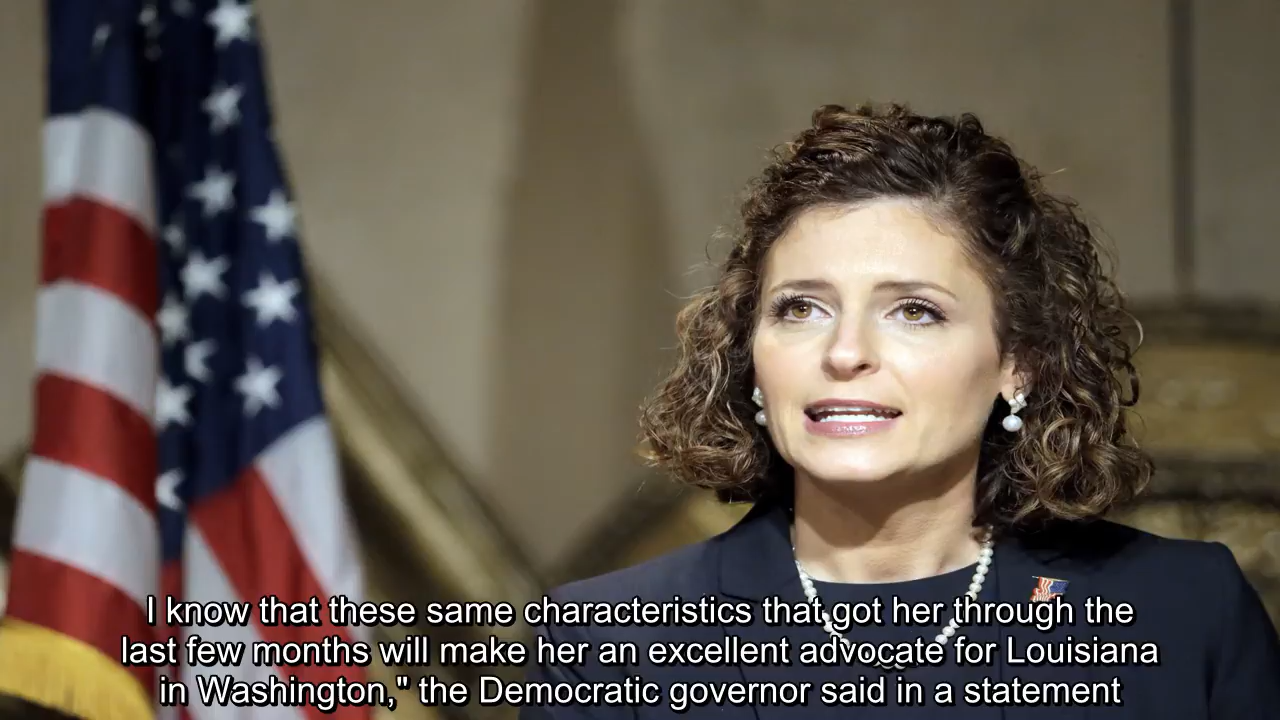 I know that these same characteristics that got her through the
last few months will make her an excellent advocate for Louisiana
in Washington," the Democratic governor said in a statement